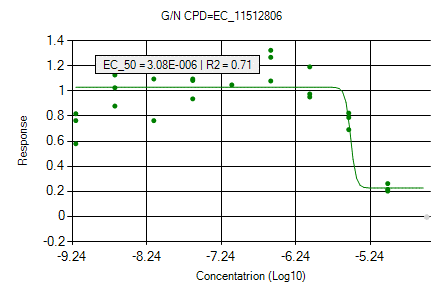 G/N CPD=EC_11512806
1.4
EC_50 = 3.08E-006 | R2 = 0.71
1.2
1
0.8
0.6
0.4
0.2
0
-0.2
Response
-9.24 -8.24 -7.24 -6.24 -5.24
Concentatrion (Log10)